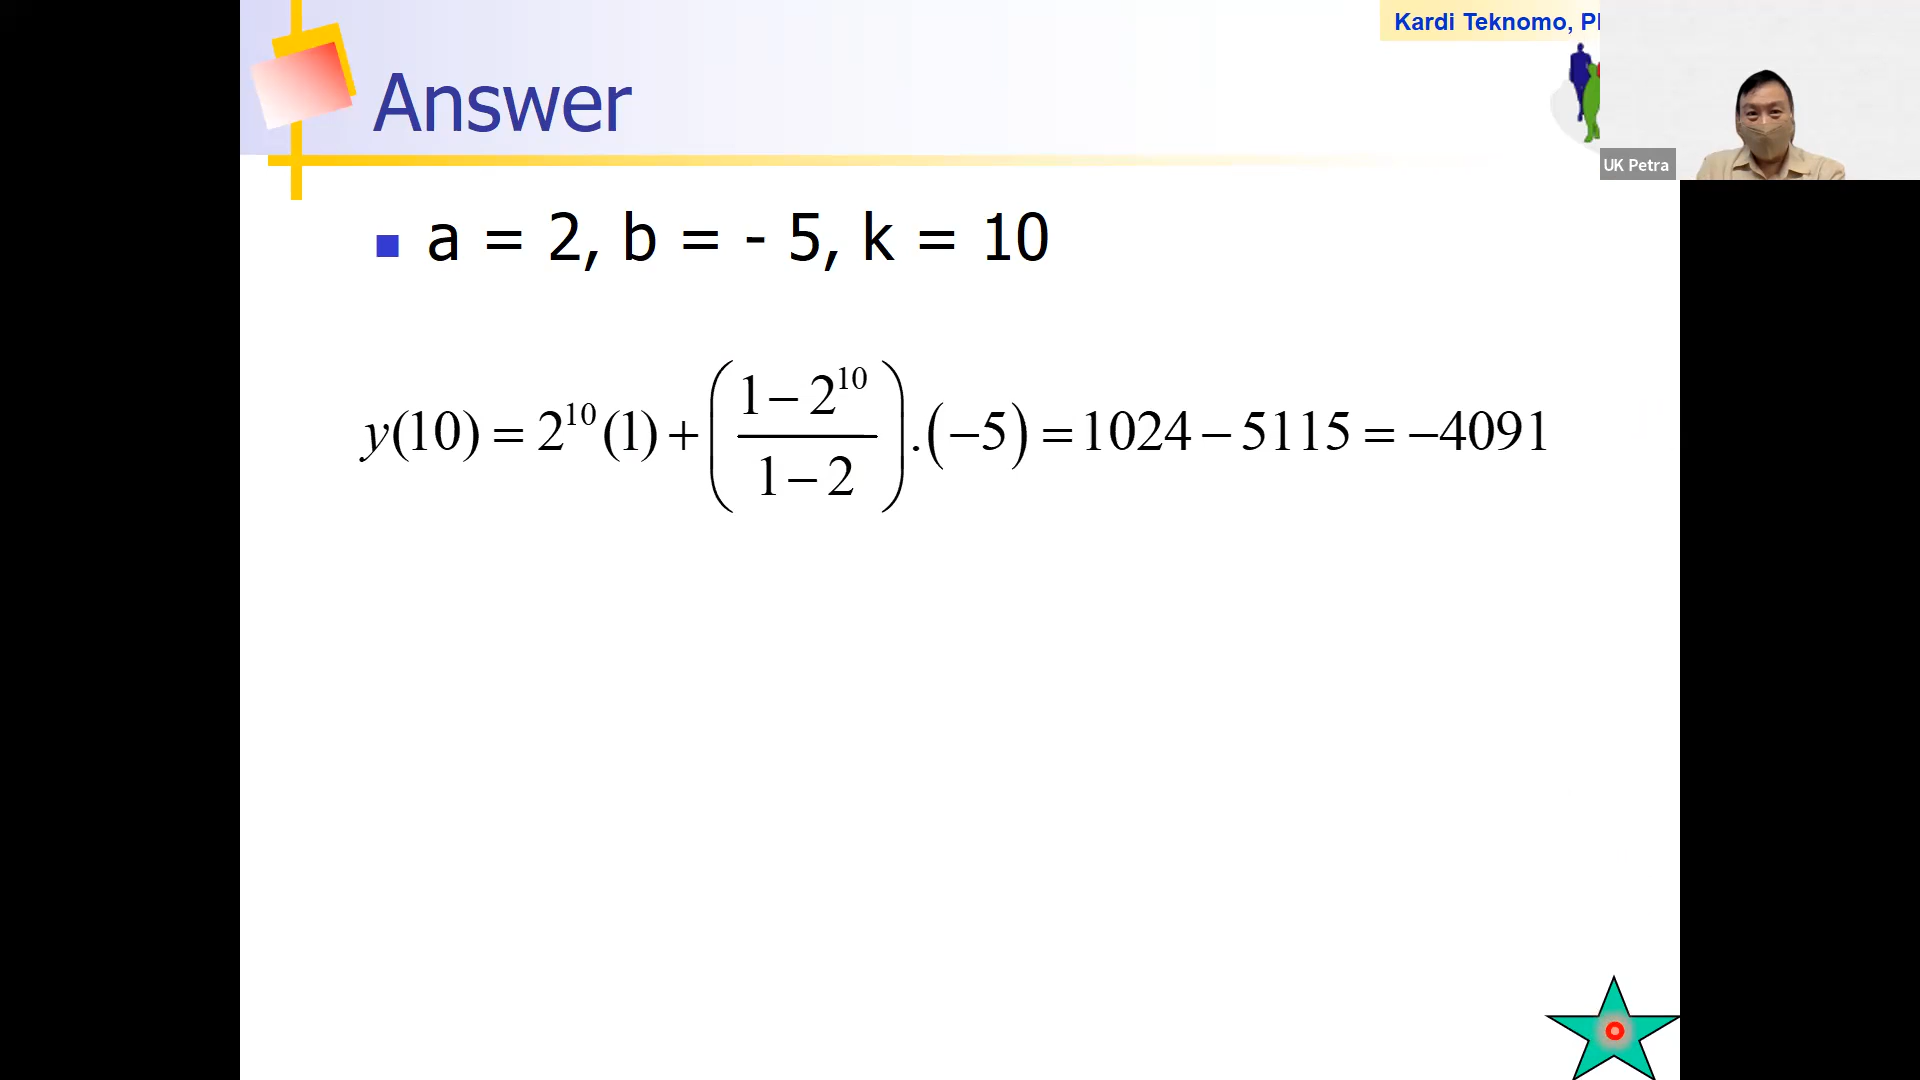 Kardi Teknomo, P
UK Petra
Answer
a = 2, b = - 5, k = 10
y(10) = 2^10 (1) + ((1 − 2^10)/(1 − 2)) . (−5) = 1024 − 5115 = −4091